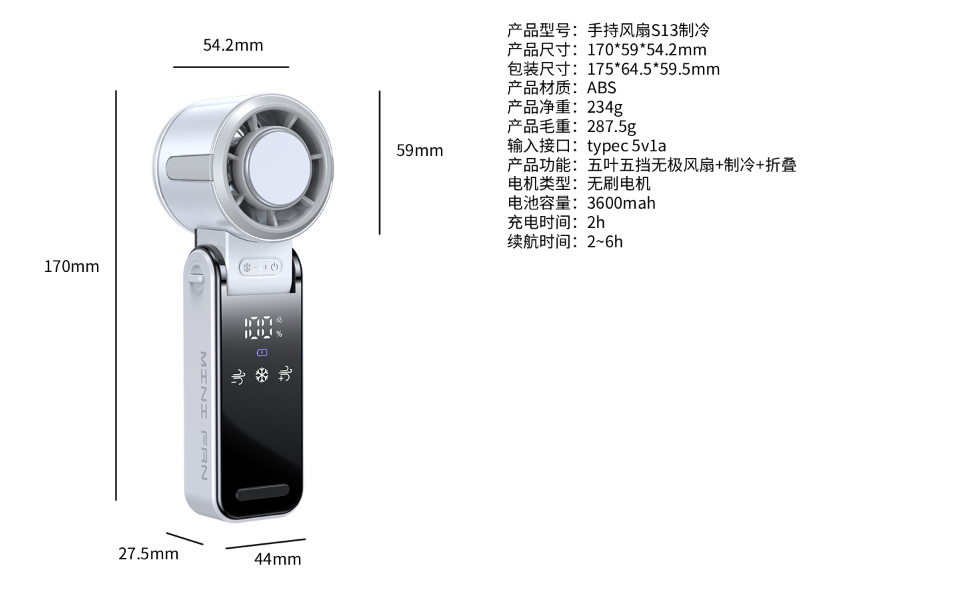 54.2mm
59mm
170mm
100
%
MINI FAN
27.5mm
44mm
产品型号：手持风扇S13制冷
产品尺寸：170*59*54.2mm
包装尺寸：175*64.5*59.5mm
产品材质：ABS
产品净重：234g
产品毛重：287.5g
输入接口：typec 5v1a
产品功能：五叶五挡无极风扇+制冷+折叠
电机类型：无刷电机
电池容量：3600mah
充电时间：2h
续航时间：2~6h